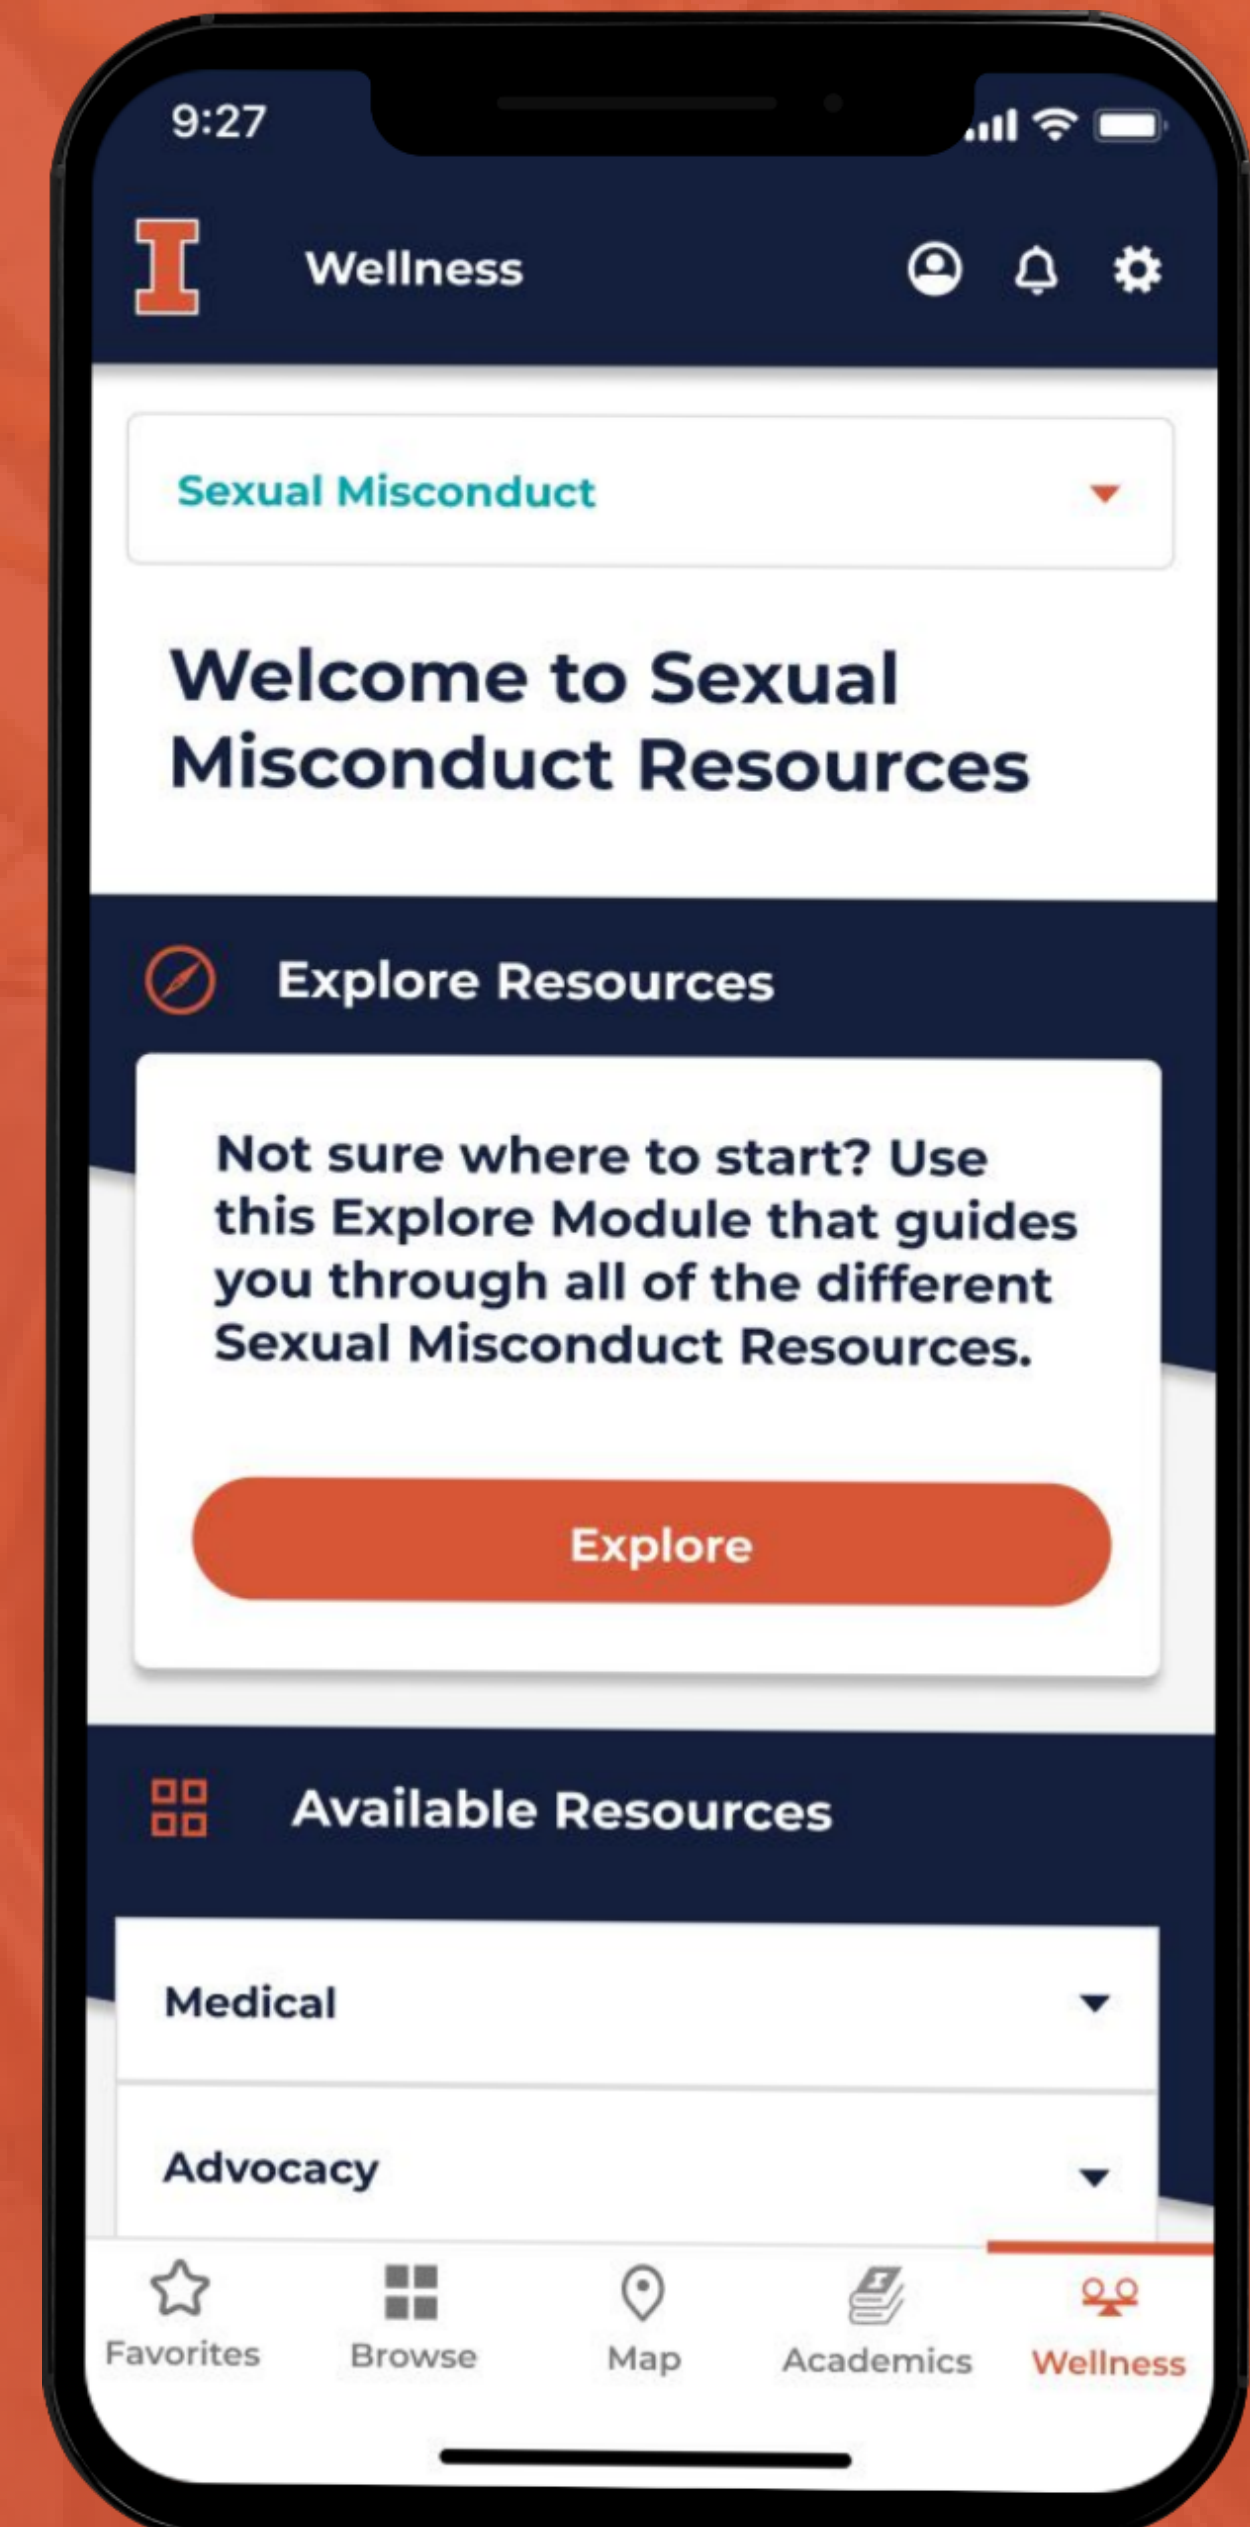 9:27
I
Wellness
Sexual Misconduct
Welcome to Sexual
Misconduct Resources
Explore Resources
Not sure where to start? Use
this Explore Module that guides
you through all of the different
Sexual Misconduct Resources.
Explore
Available Resources
Medical
Advocacy
Favorites
Browse
Map
Academics
Wellness